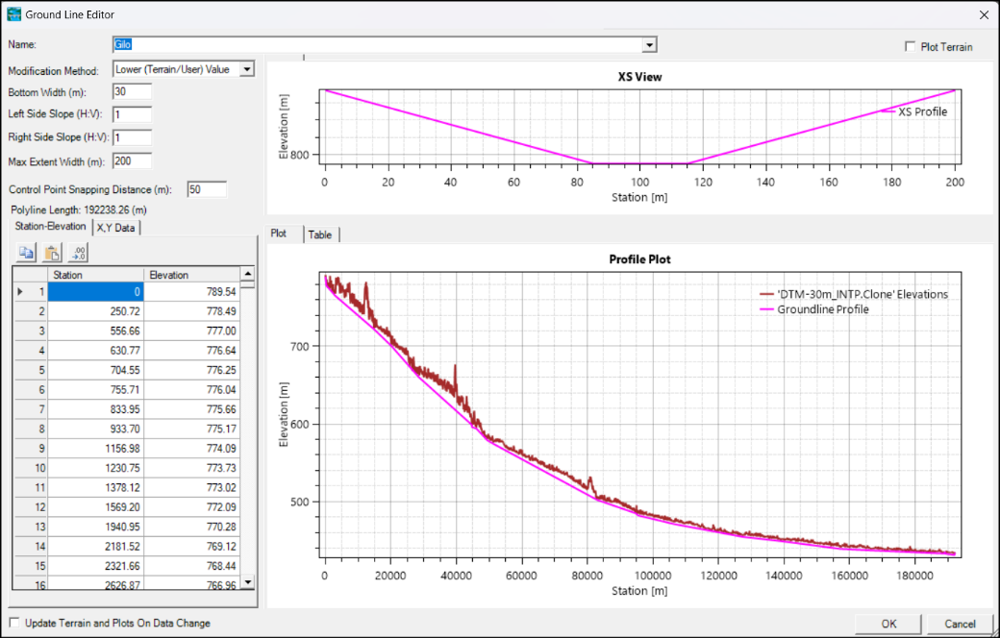 Ground Line Editor
Name: Gilo
Plot Terrain
Modification Method: Lower (Terrain/User) Value
Bottom Width (m): 30
Left Side Slope (H:V): 1
Right Side Slope (H:V): 1
Max Extent Width (m): 200
Control Point Snapping Distance (m): 50
Polyline Length: 192238.26 (m)
Station-Elevation X,Y Data
.00
→.0
Station Elevation
1 0 789.54
2 250.72 778.49
3 556.66 777.00
4 630.77 776.64
5 704.55 776.25
6 755.71 776.04
7 833.95 775.66
8 933.70 775.17
9 1156.98 774.09
10 1230.75 773.73
11 1378.12 773.02
12 1569.20 772.09
13 1940.95 770.28
14 2181.52 769.12
15 2321.66 768.44
16 2626.87 766.96
XS View
Elevation [m]
800
XS Profile
0 20 40 60 80 100 120 140 160 180 200
Station [m]
Plot Table
Profile Plot
'DTM-30m_INTP.Clone' Elevations
Groundline Profile
Elevation [m]
700
600
500
0 20000 40000 60000 80000 100000 120000 140000 160000 180000
Station [m]
Update Terrain and Plots On Data Change
OK Cancel